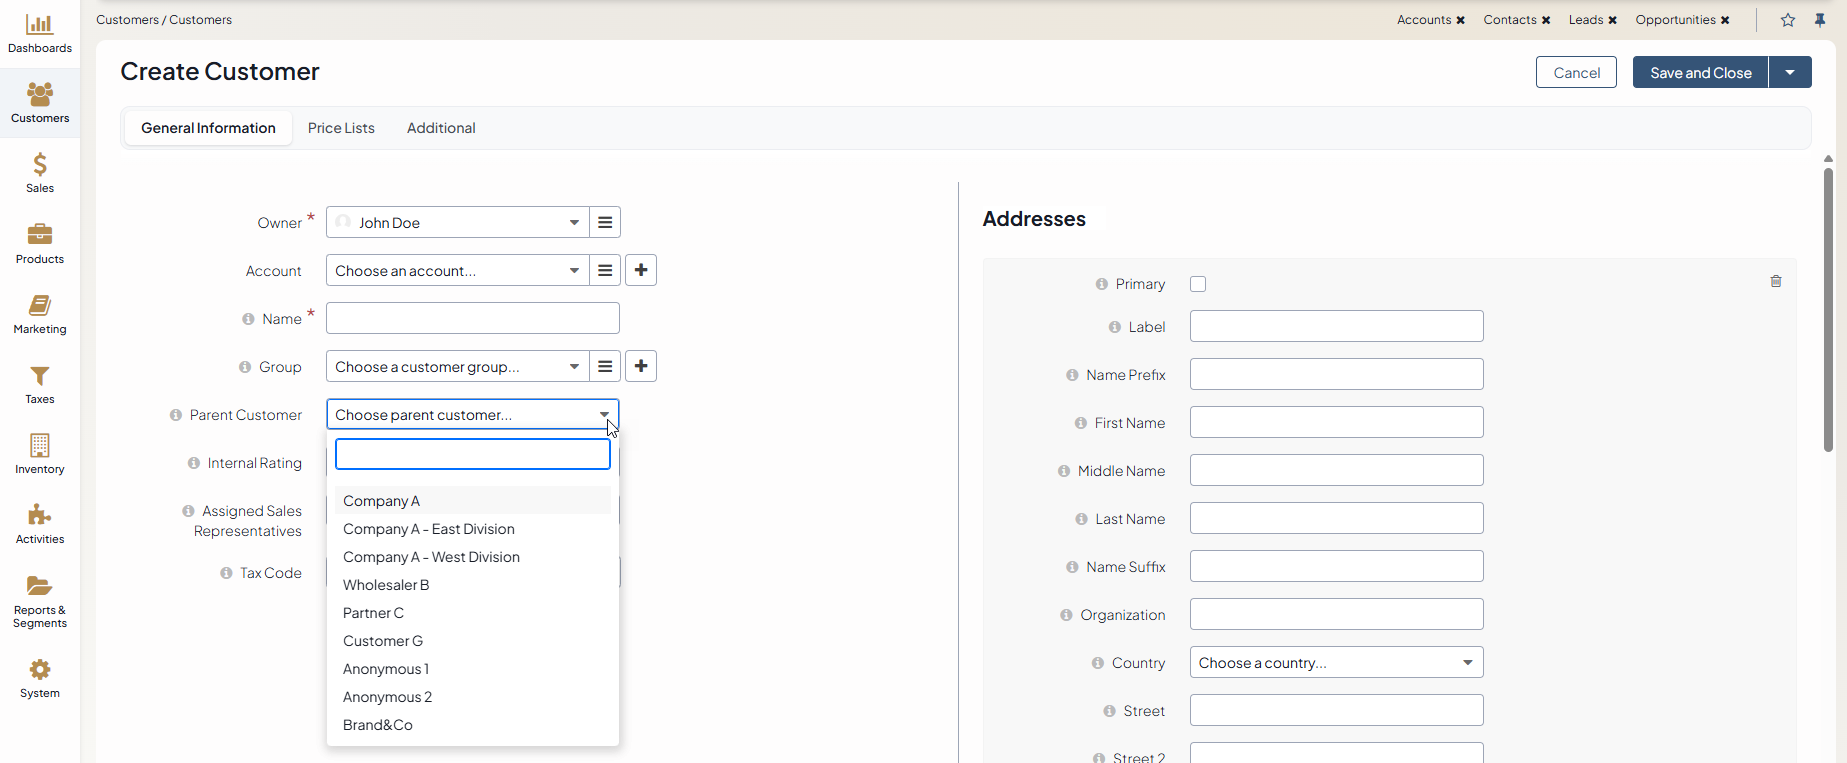 Dashboards
Customers
Sales
Products
Marketing
Taxes
Inventory
Activities
Reports &
Segments
System
Customers / Customers
Accounts ✖ Contacts ✖ Leads ✖ Opportunities ✖
Create Customer
Cancel
Save and Close
General Information
Price Lists
Additional
Owner *
John Doe
Account
Choose an account...
Name *
Group
Choose a customer group...
Parent Customer
Choose parent customer...
Company A
Company A - East Division
Company A - West Division
Wholesaler B
Partner C
Customer G
Anonymous 1
Anonymous 2
Brand&Co
Internal Rating
Assigned Sales
Representatives
Tax Code
Addresses
Primary
Label
Name Prefix
First Name
Middle Name
Last Name
Name Suffix
Organization
Country
Choose a country...
Street
Street 2